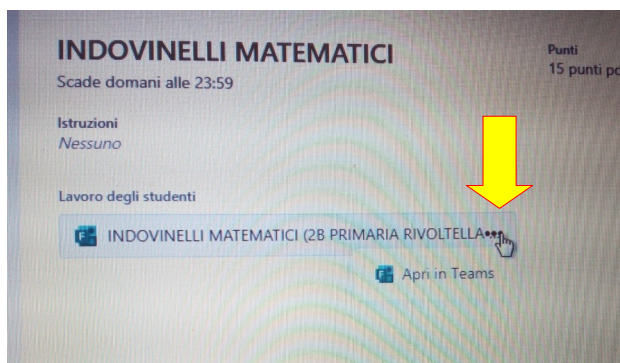 INDOVINELLI MATEMATICI
Scade domani alle 23:59
Punti
15 punti
Istruzioni
Nessuno
Lavoro degli studenti
INDOVINELLI MATEMATICI (2B PRIMARIA RIVOLTELLA
Apri in Teams